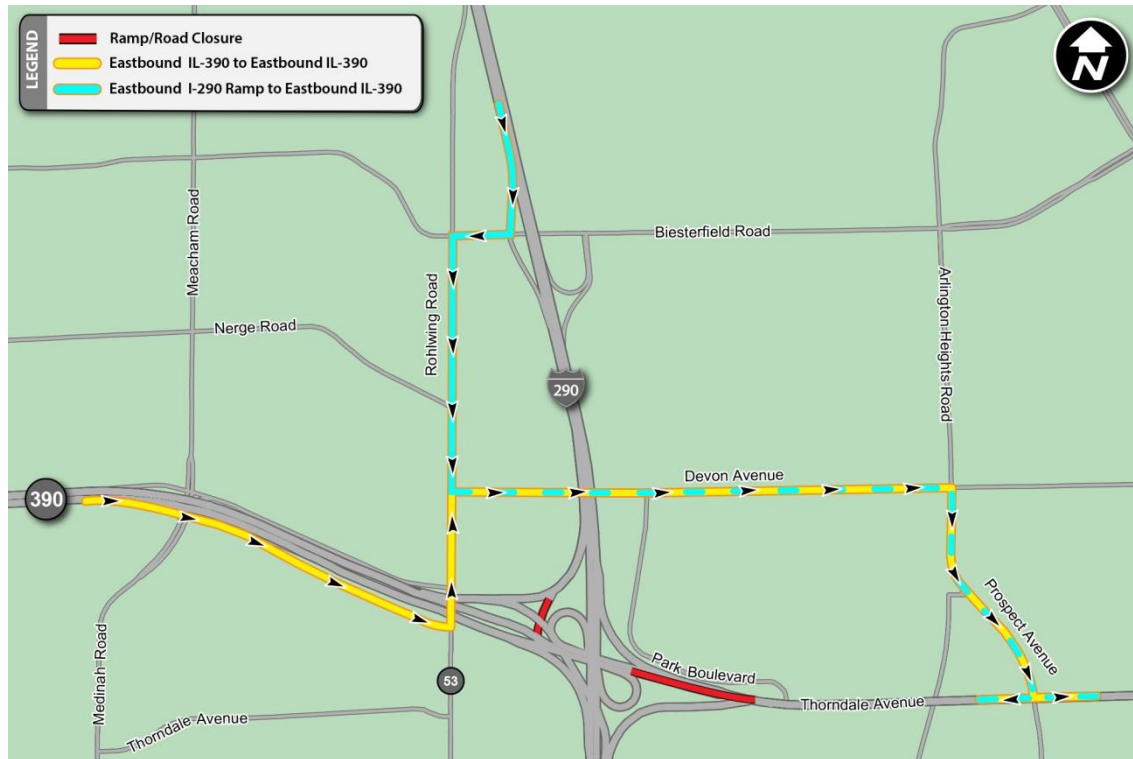 LEGEND
Ramp/Road Closure
Eastbound IL-390 to Eastbound IL-390
Eastbound I-290 Ramp to Eastbound IL-390
N
Meacham Road
Biesterfield Road
Rohlwing Road
Arlington Heights Road
Nerge Road
290
Devon Avenue
390
Medinah Road
Prospect Avenue
Park Boulevard
53
Thorndale Avenue
Thorndale Avenue